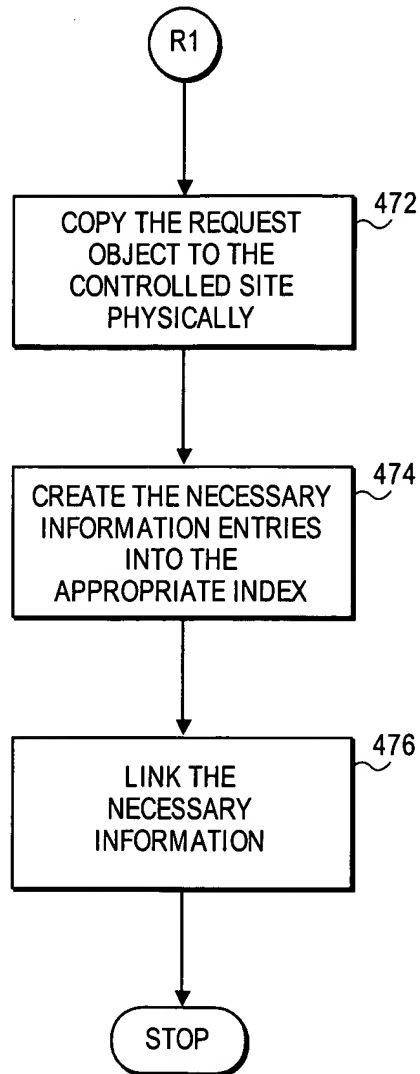 R1
472
COPY THE REQUEST
OBJECT TO THE
CONTROLLED SITE
PHYSICALLY
474
CREATE THE NECESSARY
INFORMATION ENTRIES
INTO THE
APPROPRIATE INDEX
476
LINK THE
NECESSARY
INFORMATION
STOP